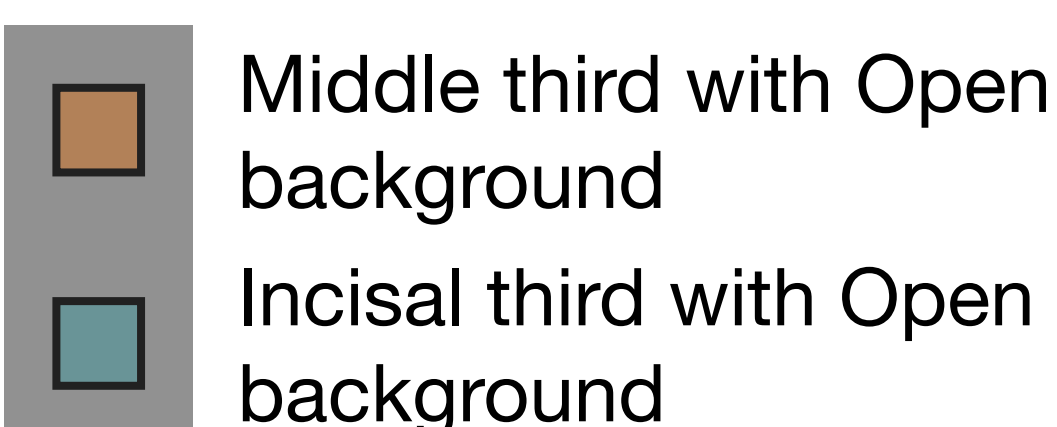 Middle third with Open
background
Incisal third with Open
background